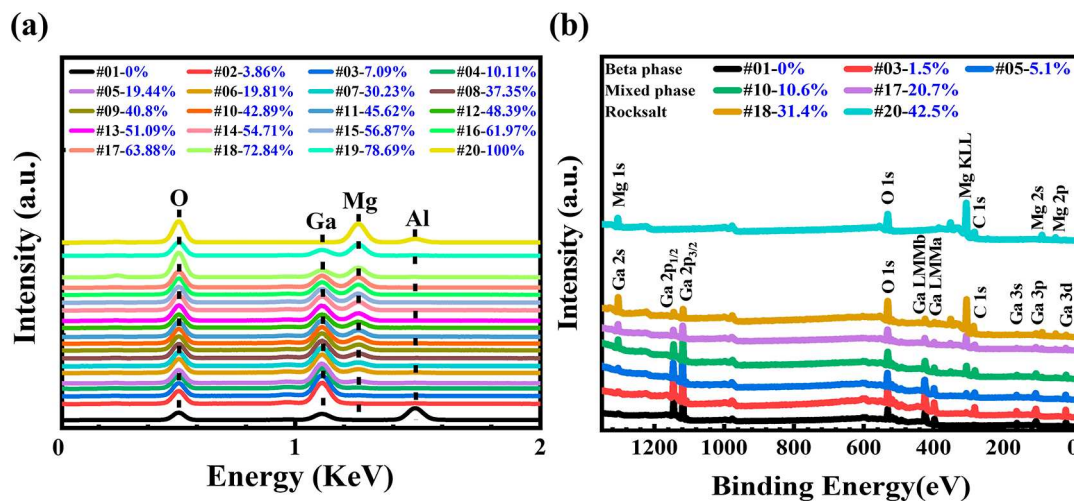 (a)
#01-0% #02-3.86% #03-7.09% #04-10.11%
#05-19.44% #06-19.81% #07-30.23% #08-37.35%
#09-40.8% #10-42.89% #11-45.62% #12-48.39%
#13-51.09% #14-54.71% #15-56.87% #16-61.97%
#17-63.88% #18-72.84% #19-78.69% #20-100%
O
Ga
Mg
Al
Intensity (a.u.)
0 1 2
Energy (KeV)
(b)
Beta phase #01-0% #03-1.5% #05-5.1%
Mixed phase #10-10.6% #17-20.7%
Rocksalt #18-31.4% #20-42.5%
Mg 1s
O 1s
Mg KLL
C 1s
Mg 2s
Mg 2p
Ga 2s
Ga 2p1/2
Ga 2p3/2
O 1s
Ga LMMb
Ga LMMa
C 1s
Ga 3s
Ga 3p
Ga 3d
Intensity (a.u.)
1200 1000 800 600 400 200 0
Binding Energy(eV)